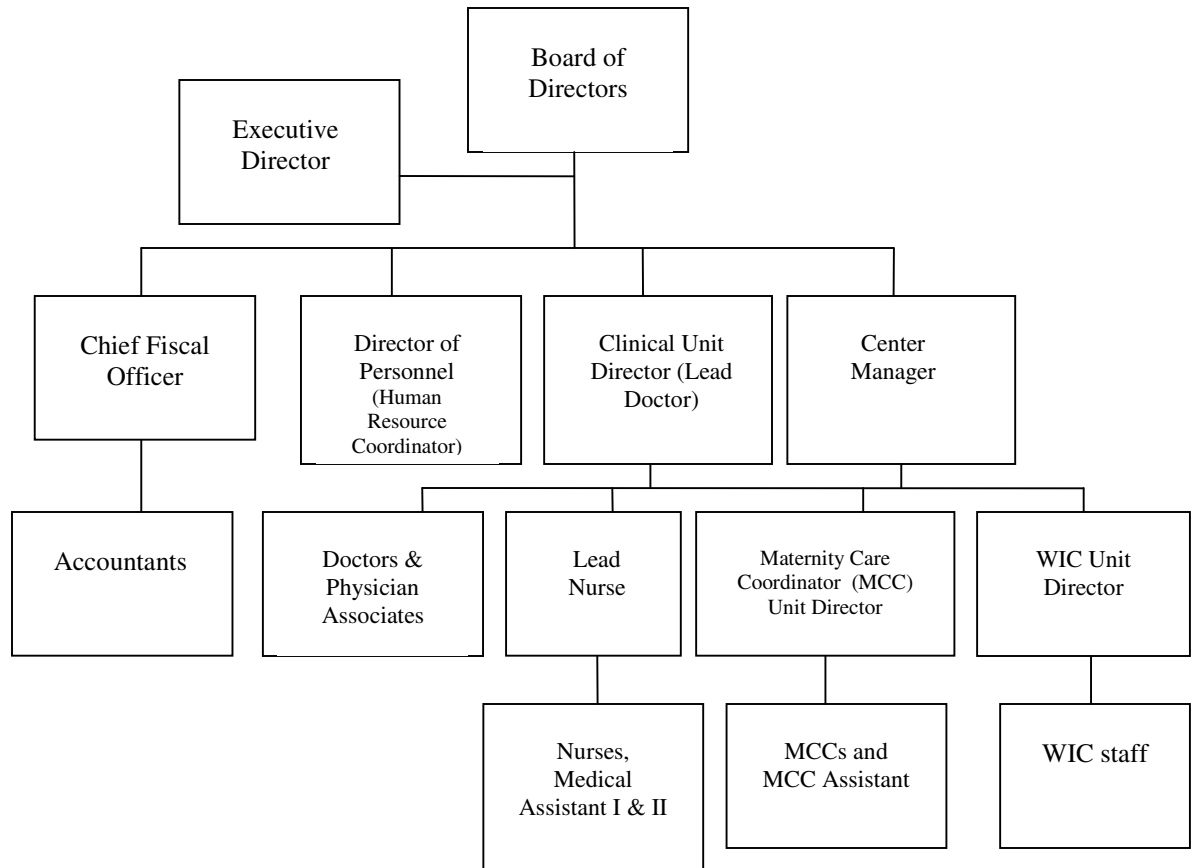 Board of
Directors
Executive
Director
Chief Fiscal
Officer
Director of
Personnel
(Human
Resource
Coordinator)
Clinical Unit
Director (Lead
Doctor)
Center
Manager
Accountants
Doctors &
Physician
Associates
Lead
Nurse
Maternity Care
Coordinator (MCC)
Unit Director
WIC Unit
Director
Nurses,
Medical
Assistant I & II
MCCs and
MCC Assistant
WIC staff